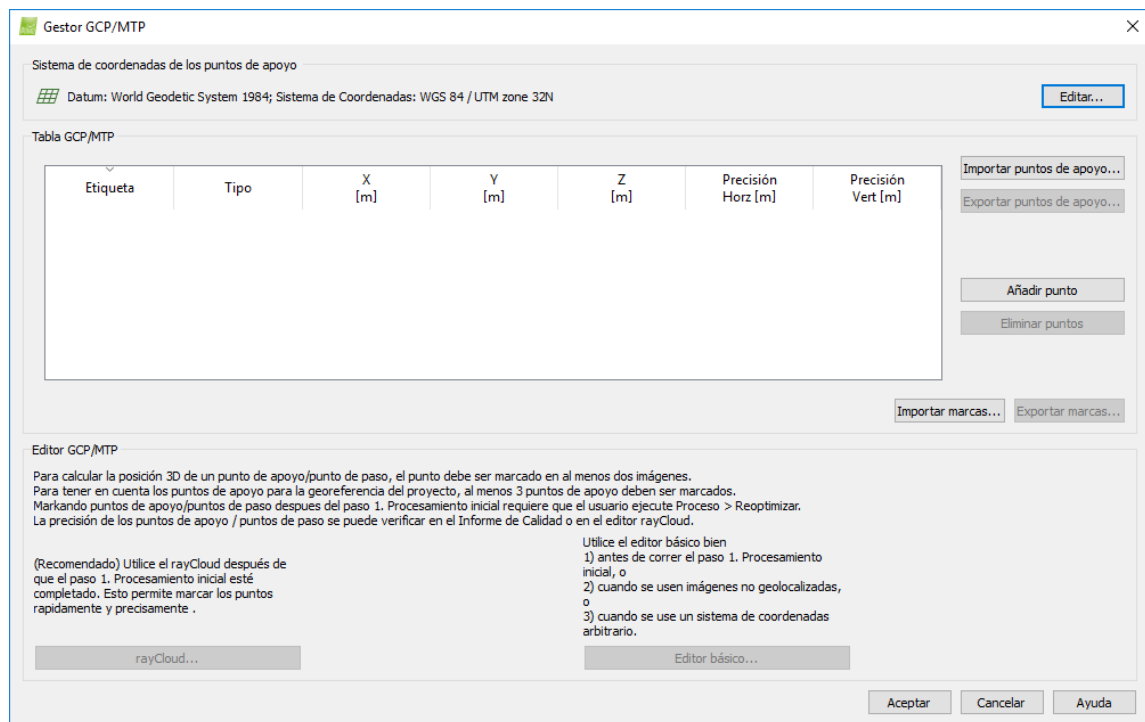 Gestor GCP/MTP
Sistema de coordenadas de los puntos de apoyo
Datum: World Geodetic System 1984; Sistema de Coordenadas: WGS 84 / UTM zone 32N
Editar...
Tabla GCP/MTP
Etiqueta
Tipo
X
[m]
Y
[m]
Z
[m]
Precisión
Horz [m]
Precisión
Vert [m]
Importar puntos de apoyo...
Exportar puntos de apoyo...
Añadir punto
Eliminar puntos
Importar marcas...
Exportar marcas...
Editor GCP/MTP
Para calcular la posición 3D de un punto de apoyo/punto de paso, el punto debe ser marcado en al menos dos imágenes.
Para tener en cuenta los puntos de apoyo para la georeferencia del proyecto, al menos 3 puntos de apoyo deben ser marcados.
Markando puntos de apoyo/puntos de paso despues del paso 1. Procesamiento inicial requiere que el usuario ejecute Proceso > Reoptimizar.
La precisión de los puntos de apoyo / puntos de paso se puede verificar en el Informe de Calidad o en el editor rayCloud.
(Recomendado) Utilice el rayCloud después de
que el paso 1. Procesamiento inicial esté
completado. Esto permite marcar los puntos
rapidamente y precisamente .
rayCloud...
Utilice el editor básico bien
1) antes de correr el paso 1. Procesamiento
inicial, o
2) cuando se usen imágenes no geolocalizadas,
o
3) cuando se use un sistema de coordenadas
arbitrario.
Editor básico...
Aceptar
Cancelar
Ayuda